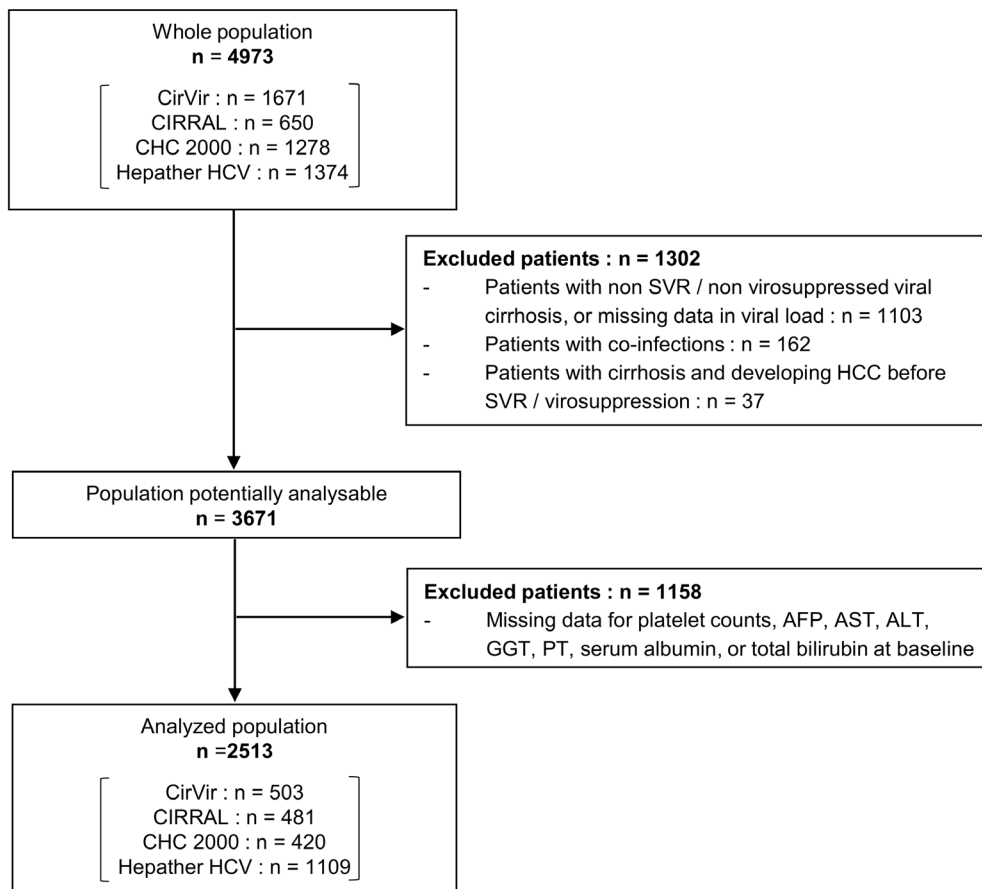 Whole population
n = 4973
CirVir : n = 1671
CIRRAL : n = 650
CHC 2000 : n = 1278
Hepather HCV : n = 1374
Excluded patients : n = 1302
- Patients with non SVR / non virosuppressed viral
cirrhosis, or missing data in viral load : n = 1103
- Patients with co-infections : n = 162
- Patients with cirrhosis and developing HCC before
SVR / virosuppression : n = 37
Population potentially analysable
n = 3671
Excluded patients : n = 1158
- Missing data for platelet counts, AFP, AST, ALT,
GGT, PT, serum albumin, or total bilirubin at baseline
Analyzed population
n =2513
CirVir : n = 503
CIRRAL : n = 481
CHC 2000 : n = 420
Hepather HCV : n = 1109